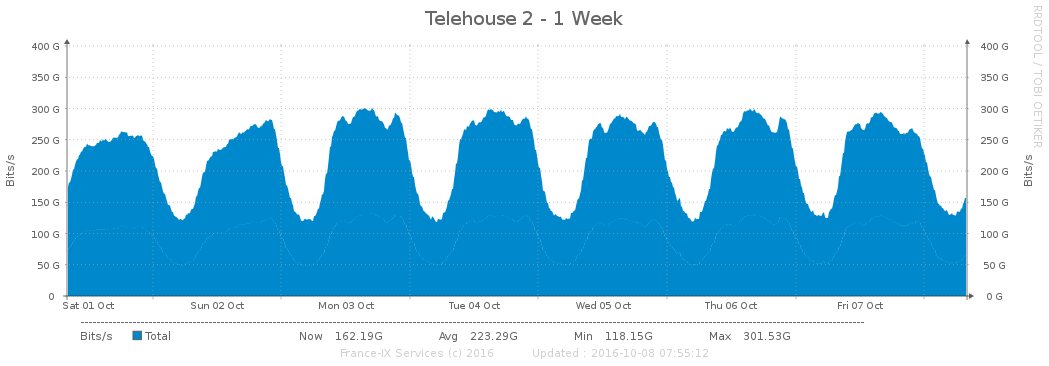 Telehouse 2 - 1 Week
RRDTOOL / TOBI OETIKER
400 G 400 G
350 G 350 G
300 G 300 G
250 G 250 G
200 G 200 G
150 G 150 G
100 G 100 G
50 G 50 G
0 0 G
Bits/s Bits/s
Sat 01 Oct Sun 02 Oct Mon 03 Oct Tue 04 Oct Wed 05 Oct Thu 06 Oct Fri 07 Oct
Bits/s Total Now 162.19G Avg 223.29G Min 118.15G Max 301.53G
France-IX Services (c) 2016 Updated : 2016-10-08 07:55:12